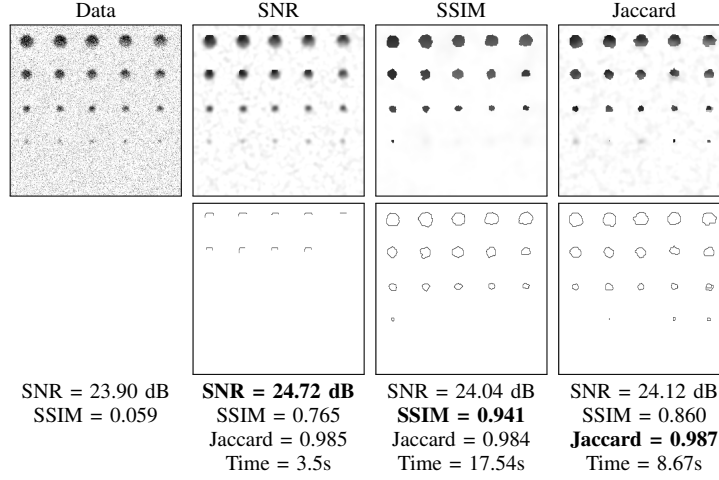 Data SNR SSIM Jaccard
SNR = 23.90 dB SNR = 24.72 dB SNR = 24.04 dB SNR = 24.12 dB
SSIM = 0.059 SSIM = 0.765 SSIM = 0.941 SSIM = 0.860
Jaccard = 0.985 Jaccard = 0.984 Jaccard = 0.987
Time = 3.5s Time = 17.54s Time = 8.67s